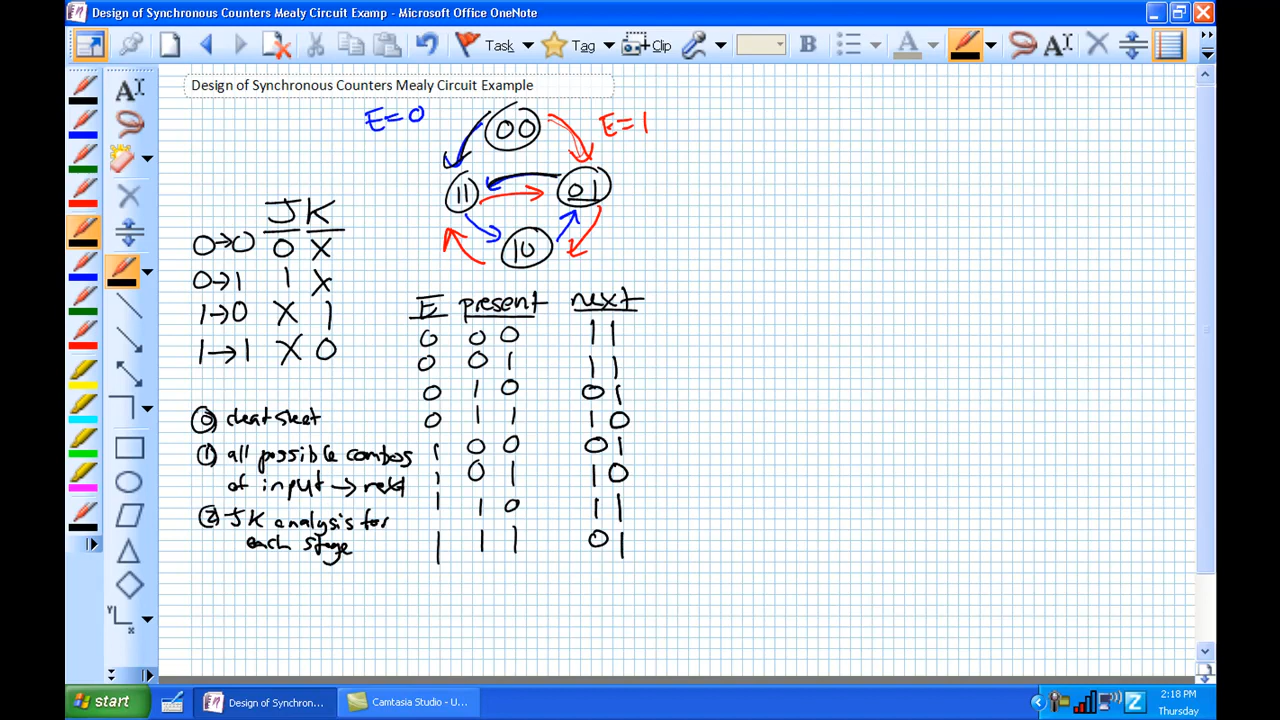 Design of Synchronous Counters Mealy Circuit Examp - Microsoft Office OneNote
Task Tag Clip B A A
Design of Synchronous Counters Mealy Circuit Example
E=0 00 E=1
11 01
10
J K
0→0 0 X
0→1 1 X
1→0 X 1
1→1 X 0
E present next
0 0 0 1 1
0 0 1 1 1
0 1 0 0 1
0 1 1 1 0
1 0 0 0 1
1 0 1 1 0
1 1 0 1 1
1 1 1 0 1
0 cheat sheet
1 all possible combos
of input → next
2 JK analysis for
each stage
start Design of Synchron... Camtasia Studio - U... 2:18 PM
Thursday